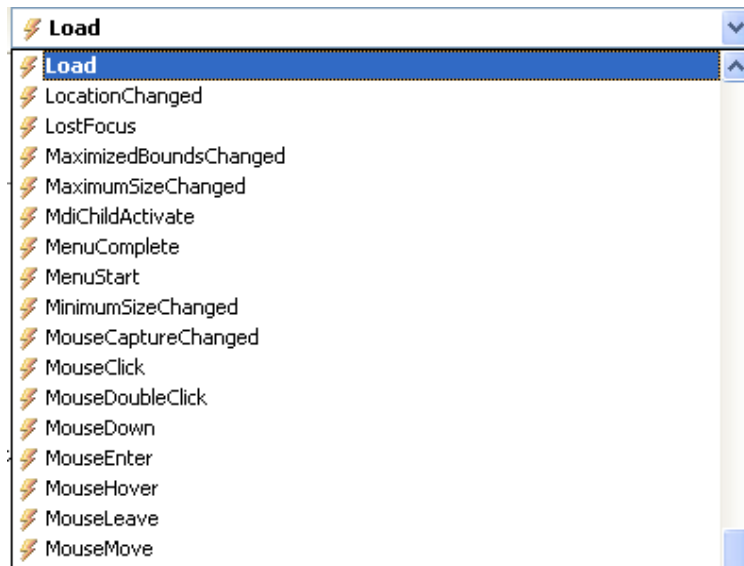 Load
Load
LocationChanged
LostFocus
MaximizedBoundsChanged
MaximumSizeChanged
MdiChildActivate
MenuComplete
MenuStart
MinimumSizeChanged
MouseCaptureChanged
MouseClick
MouseDoubleClick
MouseDown
MouseEnter
MouseHover
MouseLeave
MouseMove